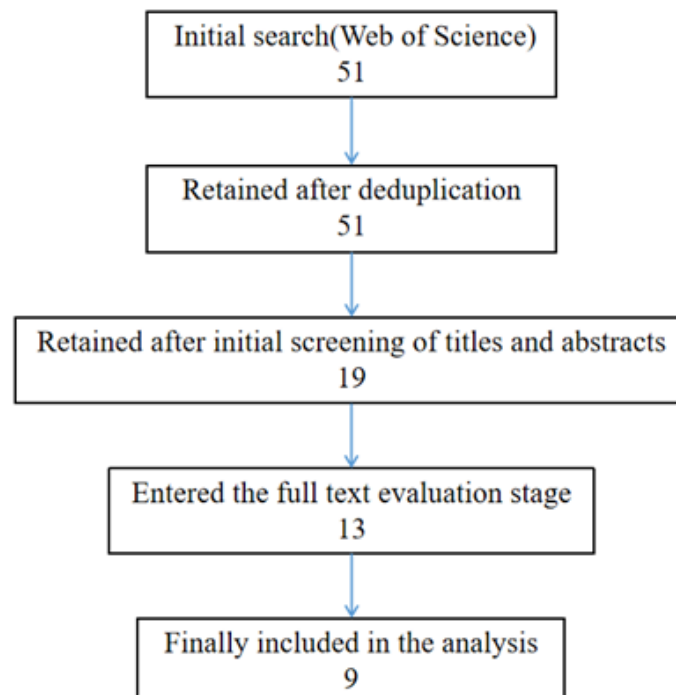 Initial search(Web of Science)
51
Retained after deduplication
51
Retained after initial screening of titles and abstracts
19
Entered the full text evaluation stage
13
Finally included in the analysis
9